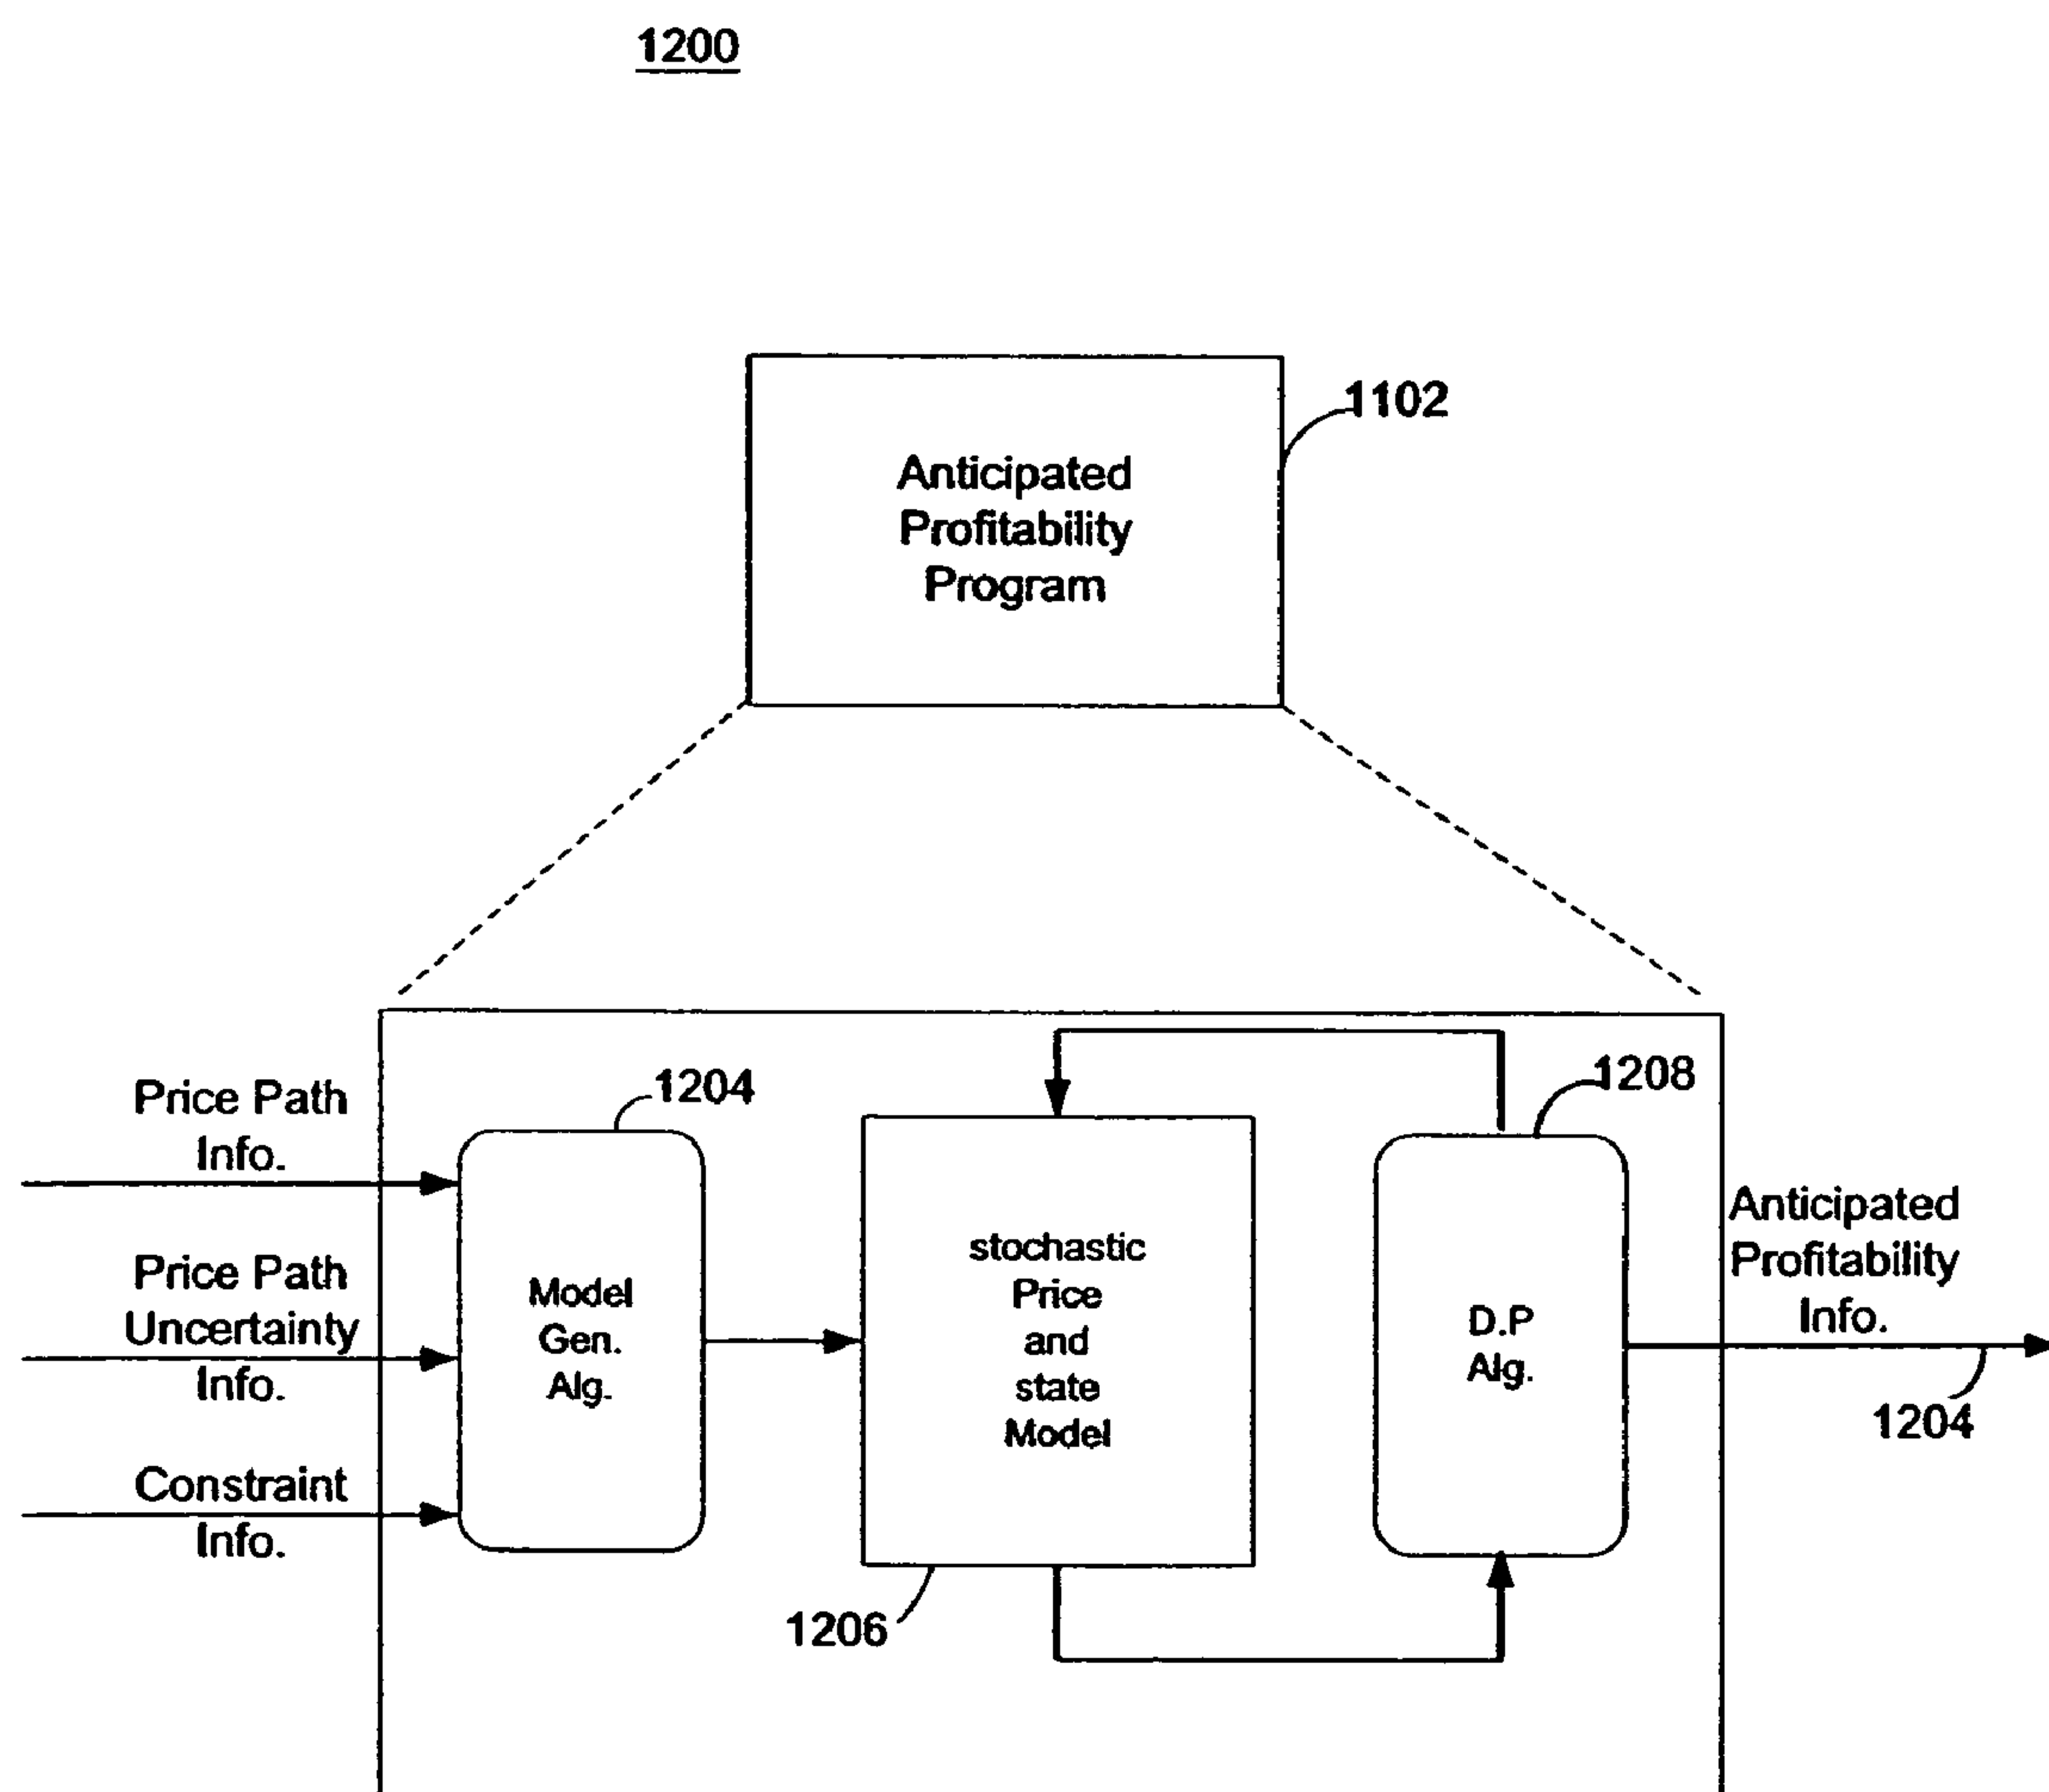 1200
1102
Anticipated
Profitability
Program
Price Path
Info.
Price Path
Uncertainty
Info.
Constraint
Info.
1204
Model
Gen.
Alg.
stochastic
Price
and
state
Model
1206
1208
D.P
Alg.
Anticipated
Profitability
Info.
1204